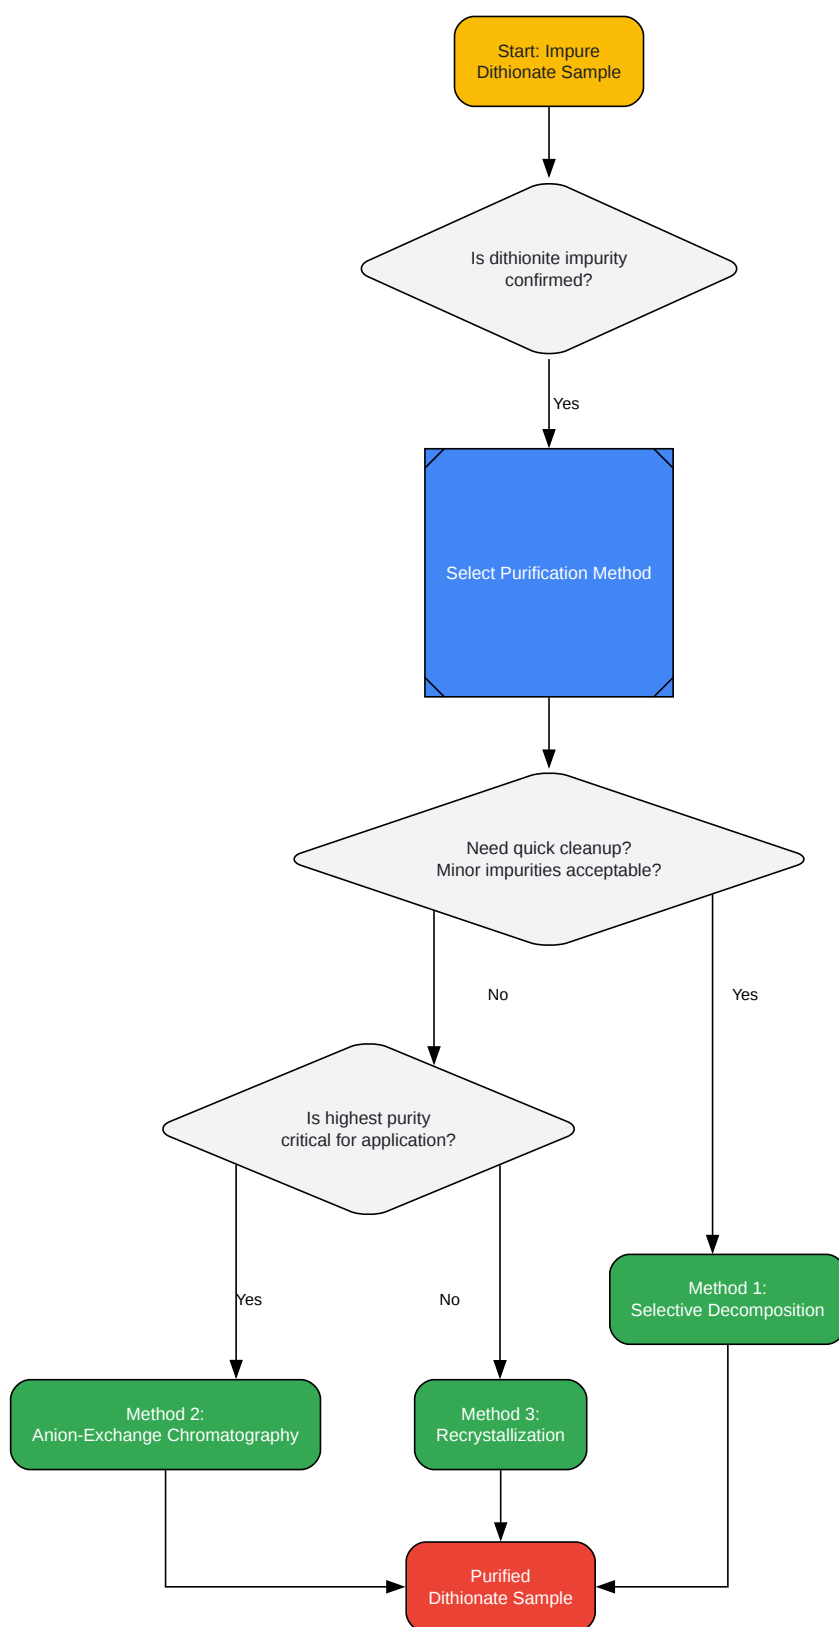 Start: Impure
Dithionate Sample
Is dithionite impurity
confirmed?
Yes
Select Purification Method
Need quick cleanup?
Minor impurities acceptable?
No
Yes
Is highest purity
critical for application?
Method 1:
Selective Decomposition
Yes
No
Method 2:
Anion-Exchange Chromatography
Method 3:
Recrystallization
Purified
Dithionate Sample